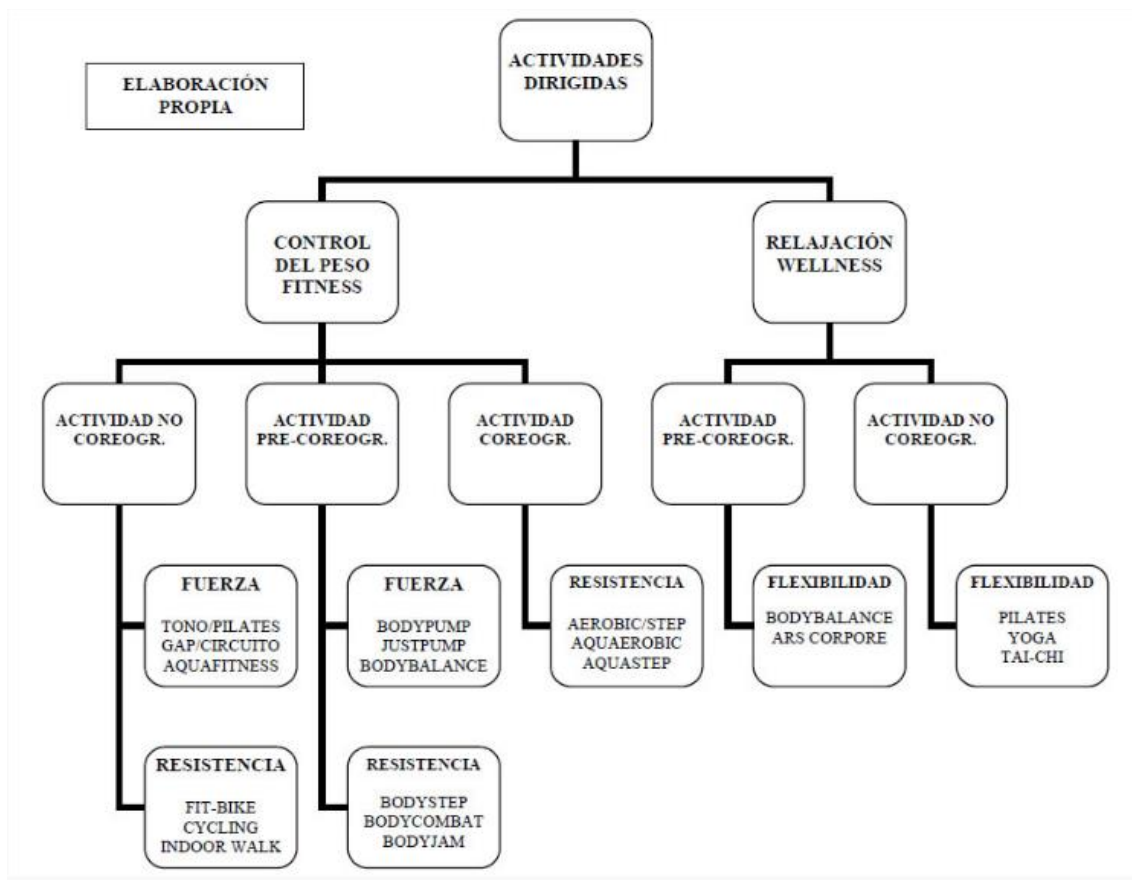 ACTIVIDADES
DIRIGIDAS
ELABORACIÓN
PROPIA
CONTROL
DEL PESO
FITNESS
RELAJACIÓN
WELLNESS
ACTIVIDAD NO
COREOGR.
ACTIVIDAD
PRE-COREOGR.
ACTIVIDAD
COREOGR.
ACTIVIDAD
PRE-COREOGR.
ACTIVIDAD NO
COREOGR.
FUERZA
TONO/PILATES
GAP/CIRCUITO
AQUAFITNESS
FUERZA
BODYPUMP
JUSTPUMP
BODYBALANCE
RESISTENCIA
AEROBIC/STEP
AQUAEROBIC
AQUASTEP
FLEXIBILIDAD
BODYBALANCE
ARS CORPORE
FLEXIBILIDAD
PILATES
YOGA
TAI-CHI
RESISTENCIA
FIT-BIKE
CYCLING
INDOOR WALK
RESISTENCIA
BODYSTEP
BODYCOMBAT
BODYJAM